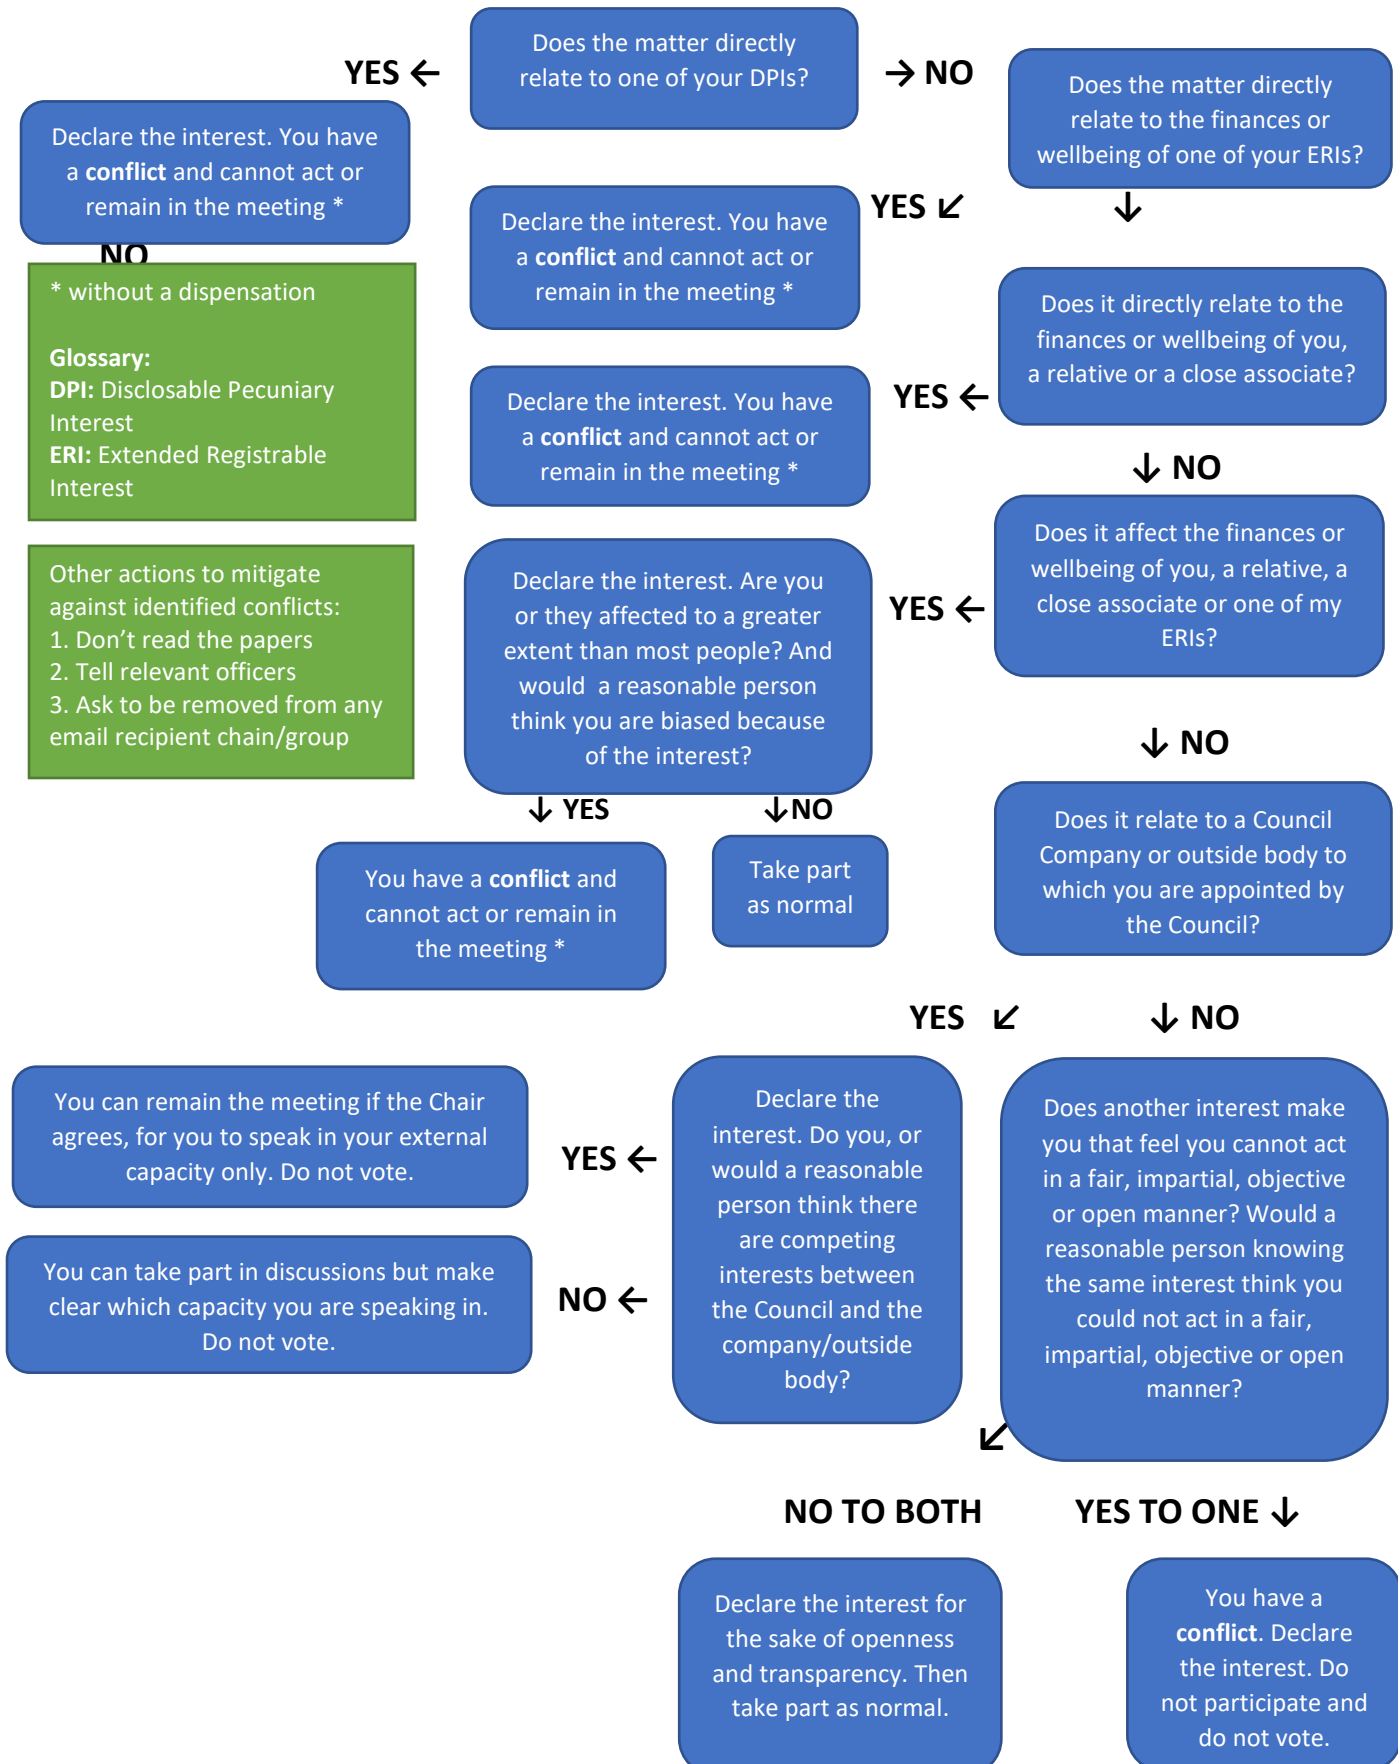 Does the matter directly
relate to one of your DPIs?
YES ←
→ NO
Does the matter directly
relate to the finances or
wellbeing of one of your ERIs?
Declare the interest. You have
a conflict and cannot act or
remain in the meeting *
NO
YES ↙
↓
Declare the interest. You have
a conflict and cannot act or
remain in the meeting *
* without a dispensation
Glossary:
DPI: Disclosable Pecuniary
Interest
ERI: Extended Registrable
Interest
Does it directly relate to the
finances or wellbeing of you,
a relative or a close associate?
YES ←
Declare the interest. You have
a conflict and cannot act or
remain in the meeting *
↓ NO
Does it affect the finances or
wellbeing of you, a relative, a
close associate or one of my
ERIs?
YES ←
Declare the interest. Are you
or they affected to a greater
extent than most people? And
would a reasonable person
think you are biased because
of the interest?
Other actions to mitigate
against identified conflicts:
1. Don't read the papers
2. Tell relevant officers
3. Ask to be removed from any
email recipient chain/group
↓ NO
↓ YES
↓NO
You have a conflict and
cannot act or remain in
the meeting *
Take part
as normal
Does it relate to a Council
Company or outside body to
which you are appointed by
the Council?
YES ↙
↓ NO
Declare the
interest. Do you, or
would a reasonable
person think there
are competing
interests between
the Council and the
company/outside
body?
YES ←
You can remain the meeting if the Chair
agrees, for you to speak in your external
capacity only. Do not vote.
NO ←
You can take part in discussions but make
clear which capacity you are speaking in.
Do not vote.
Does another interest make
you that feel you cannot act
in a fair, impartial, objective
or open manner? Would a
reasonable person knowing
the same interest think you
could not act in a fair,
impartial, objective or open
manner?
↙
NO TO BOTH
YES TO ONE ↓
Declare the interest for
the sake of openness
and transparency. Then
take part as normal.
You have a
conflict. Declare
the interest. Do
not participate and
do not vote.